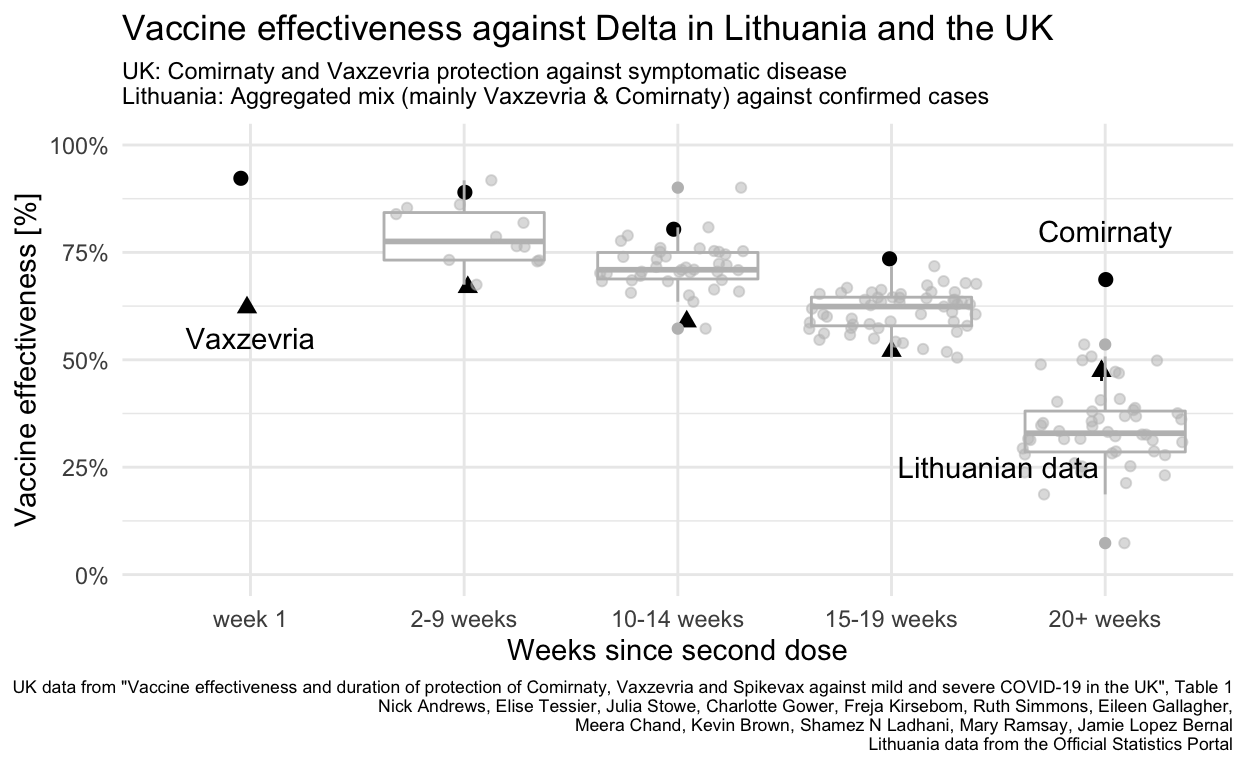 Vaccine effectiveness against Delta in Lithuania and the UK
UK: Comirnaty and Vaxzevria protection against symptomatic disease
Lithuania: Aggregated mix (mainly Vaxzevria & Comirnaty) against confirmed cases
Vaccine effectiveness [%]
100%
75%
50%
25%
0%
Comirnaty
Vaxzevria
Lithuanian data
week 1
2-9 weeks
10-14 weeks
15-19 weeks
20+ weeks
Weeks since second dose
UK data from "Vaccine effectiveness and duration of protection of Comirnaty, Vaxzevria and Spikevax against mild and severe COVID-19 in the UK", Table 1
Nick Andrews, Elise Tessier, Julia Stowe, Charlotte Gower, Freja Kirsebom, Ruth Simmons, Eileen Gallagher,
Meera Chand, Kevin Brown, Shamez N Ladhani, Mary Ramsay, Jamie Lopez Bernal
Lithuania data from the Official Statistics Portal